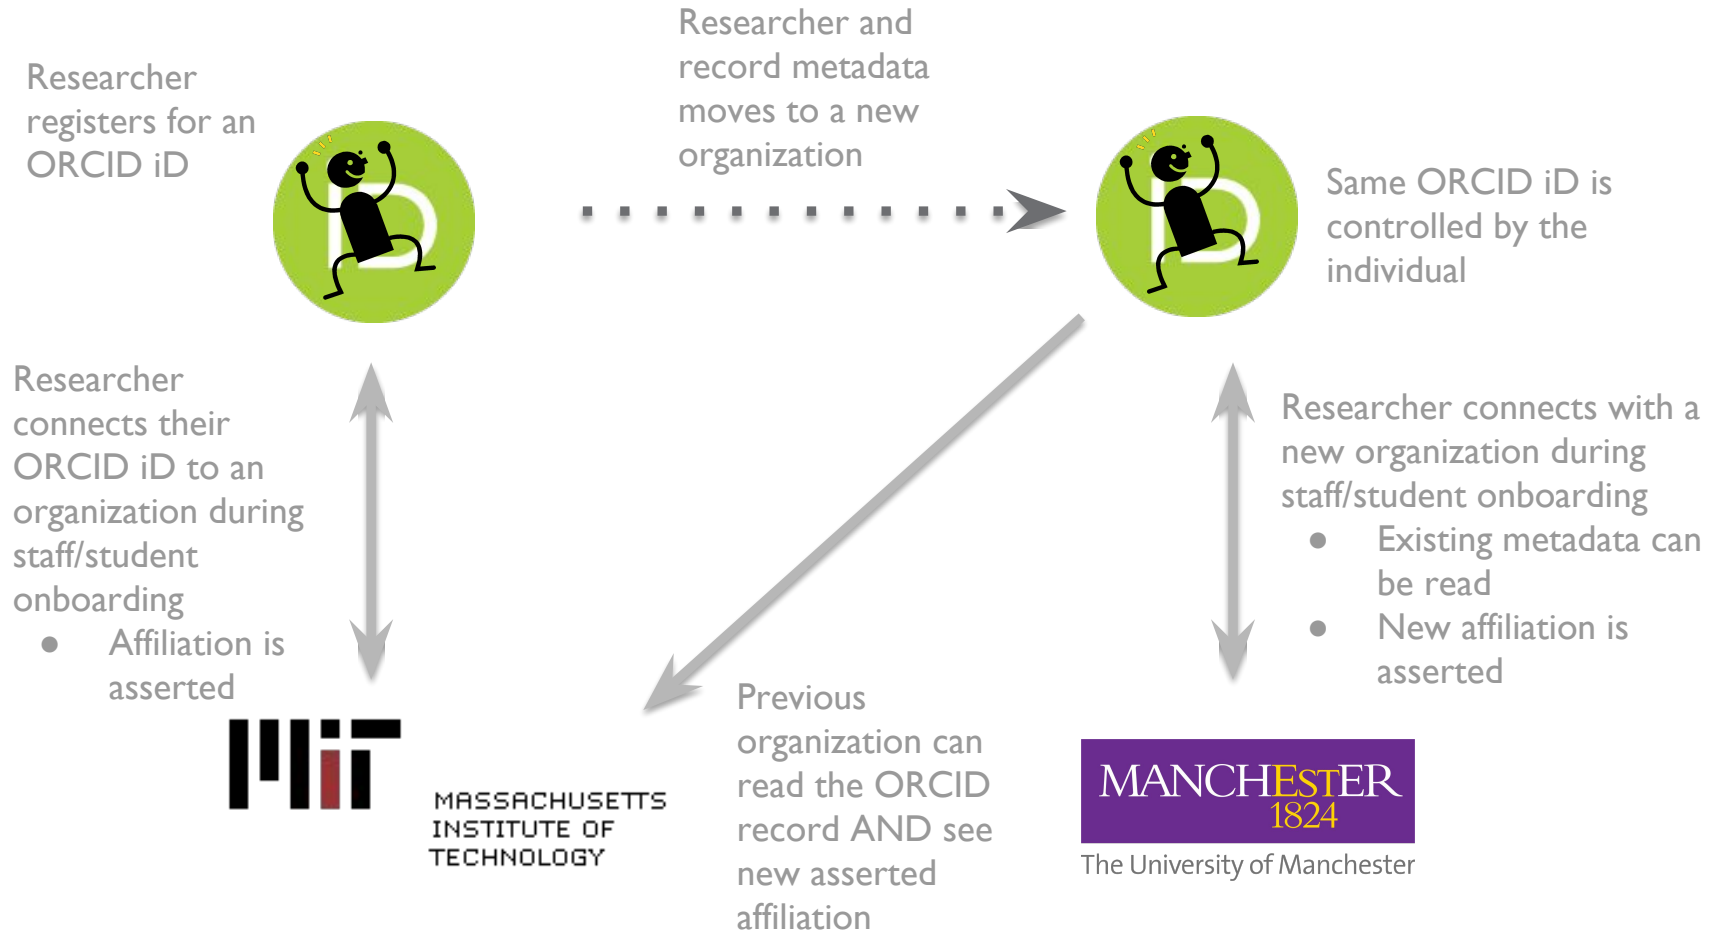 Researcher
registers for an
ORCID iD
Researcher and
record metadata
moves to a new
organization
Same ORCID iD is
controlled by the
individual
Researcher
connects their
ORCID iD to an
organization during
staff/student
onboarding
● Affiliation is
asserted
Researcher connects with a
new organization during
staff/student onboarding
● Existing metadata can
be read
● New affiliation is
asserted
Previous
organization can
read the ORCID
record AND see
new asserted
affiliation
MiT
MASSACHUSETTS
INSTITUTE OF
TECHNOLOGY
MANCHESTER
1824
The University of Manchester
iD
iD